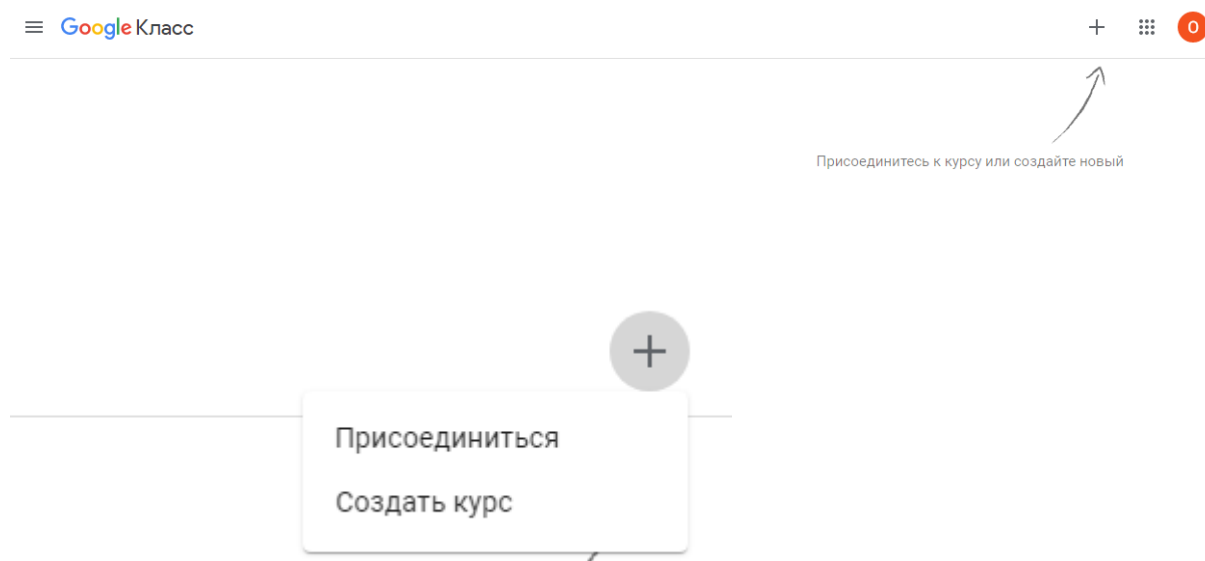 Google Класс
О
Присоединитесь к курсу или создайте новый
Присоединиться
Создать курс